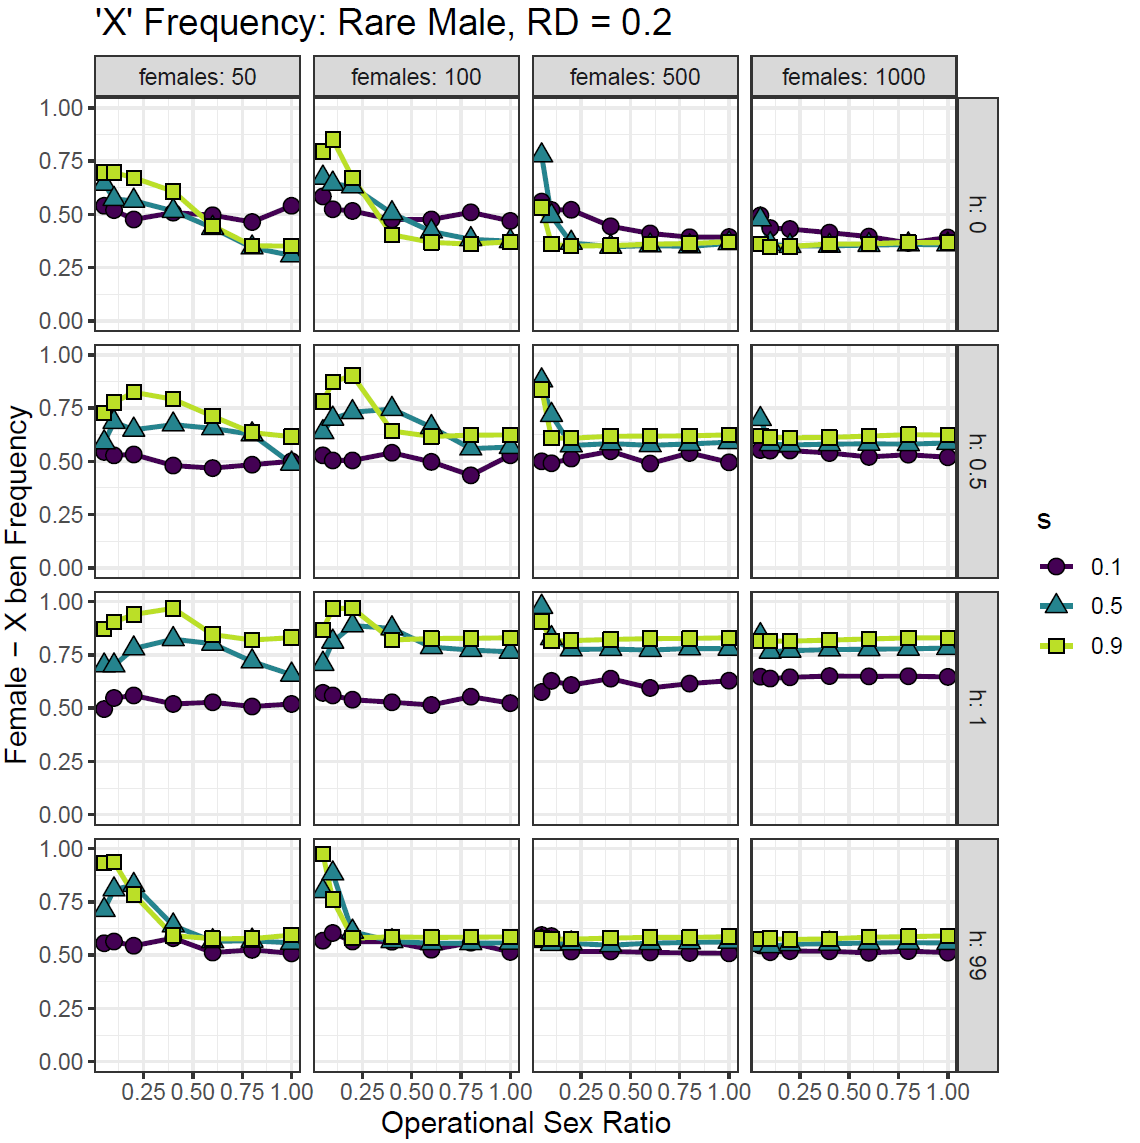 'X' Frequency: Rare Male, RD = 0.2
females: 50 females: 100 females: 500 females: 1000
1.00
0.75
0.50
0.25
0.00
h: 0
1.00
0.75
0.50
0.25
0.00
h: 0.5
1.00
0.75
0.50
0.25
0.00
h: 1
1.00
0.75
0.50
0.25
0.00
h: 99
Female − X ben Frequency
0.25 0.50 0.75 1.00 0.25 0.50 0.75 1.00 0.25 0.50 0.75 1.00 0.25 0.50 0.75 1.00
Operational Sex Ratio
s
0.1
0.5
0.9